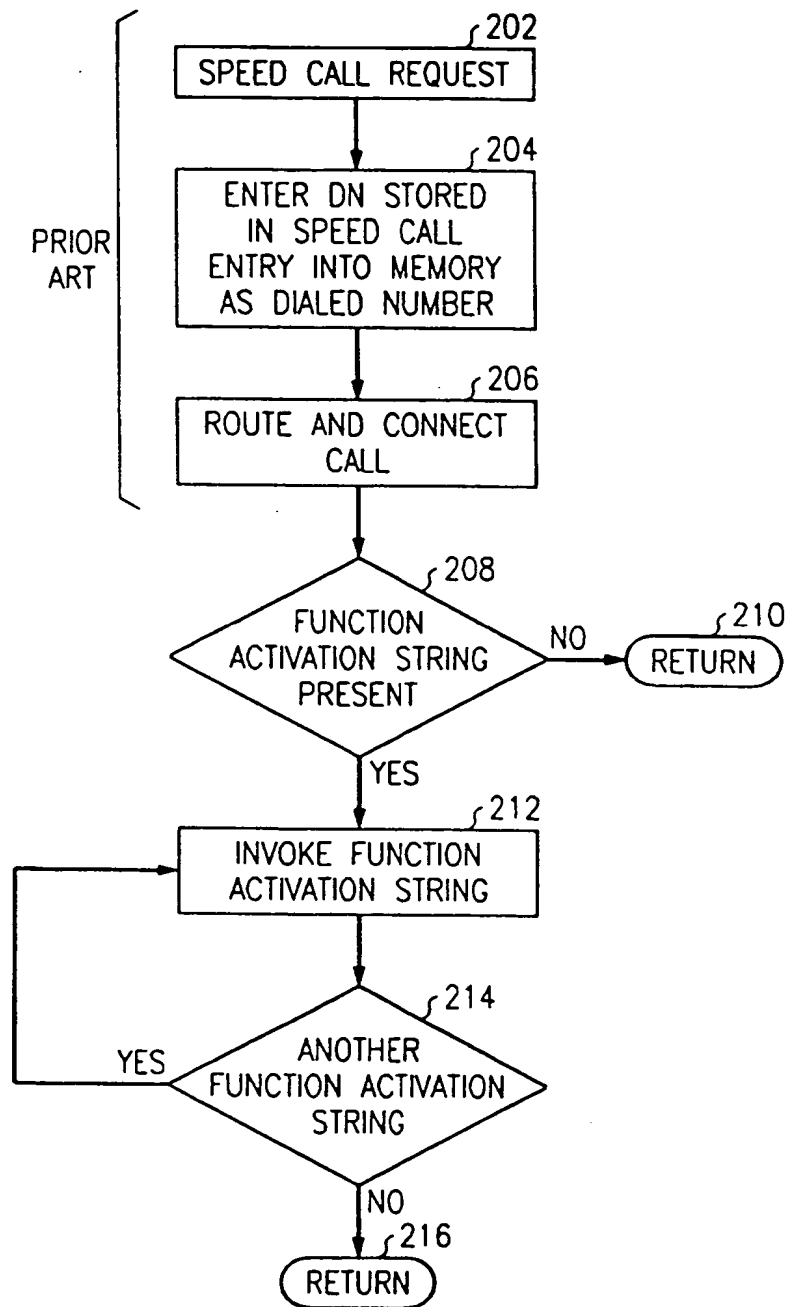 202
SPEED CALL REQUEST
204
ENTER DN STORED
IN SPEED CALL
ENTRY INTO MEMORY
AS DIALED NUMBER
PRIOR
ART
206
ROUTE AND CONNECT
CALL
208
FUNCTION
ACTIVATION STRING
PRESENT
NO
210
RETURN
YES
212
INVOKE FUNCTION
ACTIVATION STRING
214
YES
ANOTHER
FUNCTION ACTIVATION
STRING
NO
216
RETURN